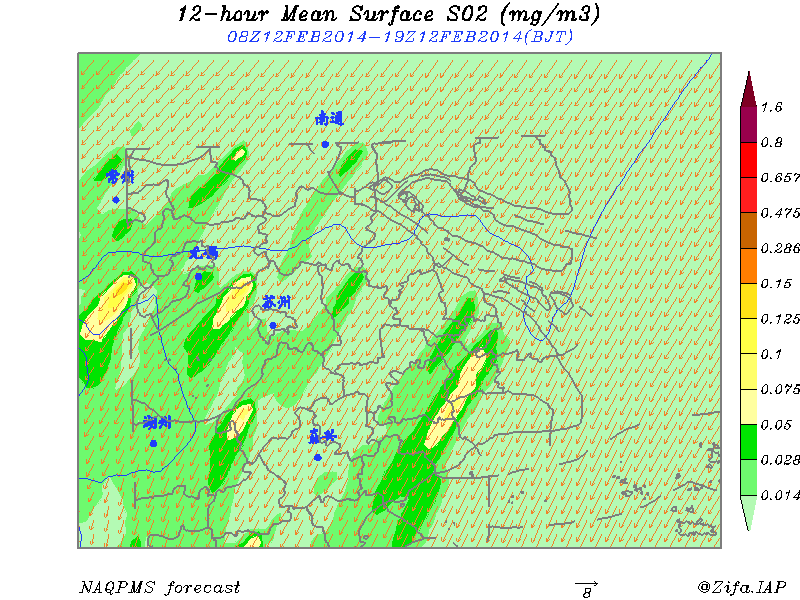 12-hour Mean Surface SO2 (mg/m3)
08Z12FEB2014-19Z12FEB2014(BJT)
南通
常州
无锡
苏州
湖州
嘉兴
1.6
0.8
0.657
0.475
0.286
0.15
0.125
0.1
0.075
0.05
0.028
0.014
NAQPMS forecast
8
@Zifa.IAP